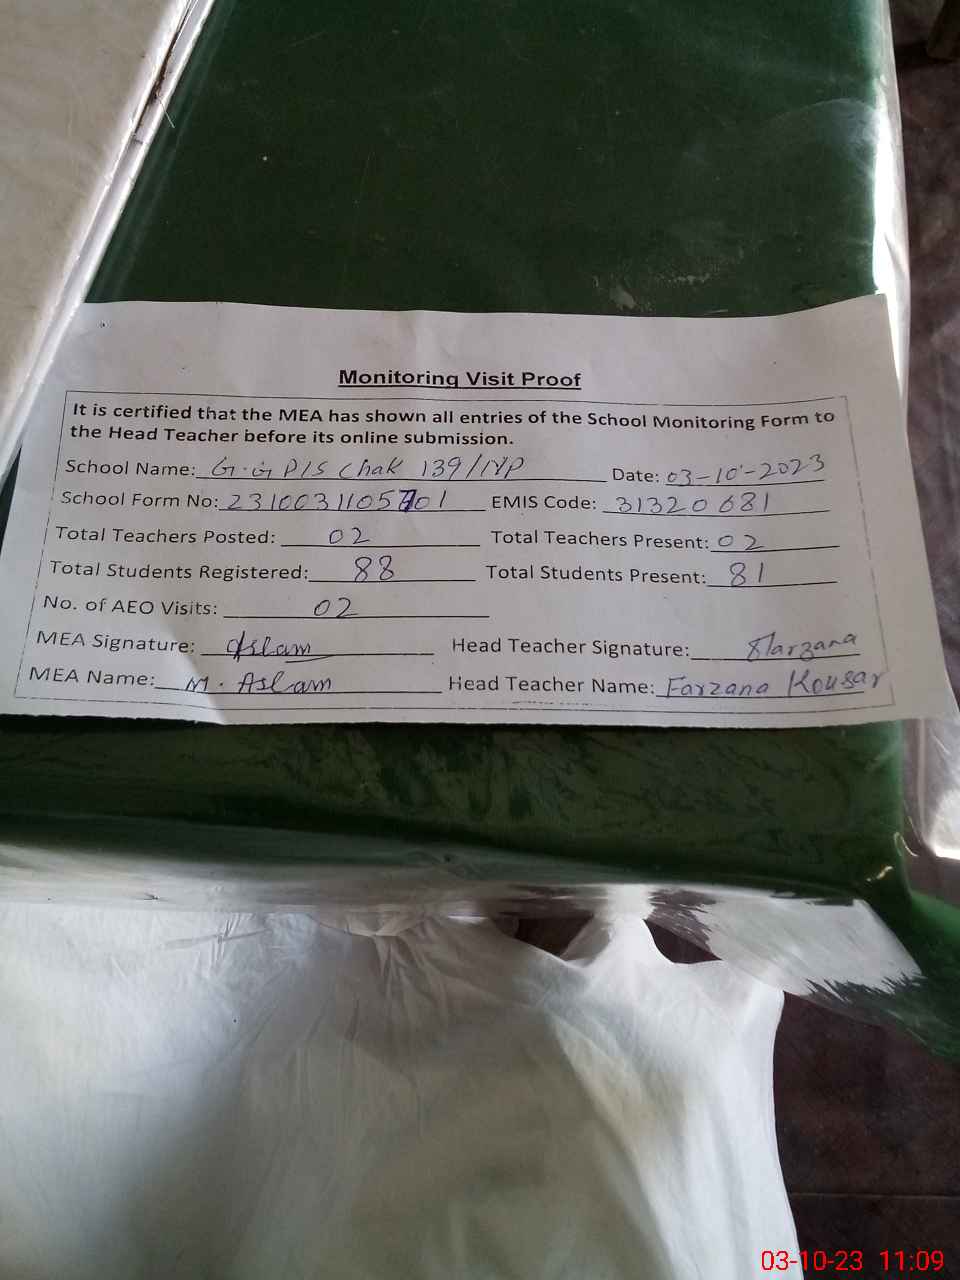 Monitoring Visit Proof
It is certified that the MEA has shown all entries of the School Monitoring Form to
the Head Teacher before its online submission.
School Name: G.G P/S Chak 139/NP Date: 03-10-2023
School Form No: EMIS Code: 31320681
Total Teachers Posted: 02 Total Teachers Present: 02
Total Students Registered: 88 Total Students Present: 81
No. of AEO Visits: 02
MEA Signature: Aslam Head Teacher Signature: Farzana
MEA Name: M. Aslam Head Teacher Name: Farzana Kousar
03-10-23 11:09